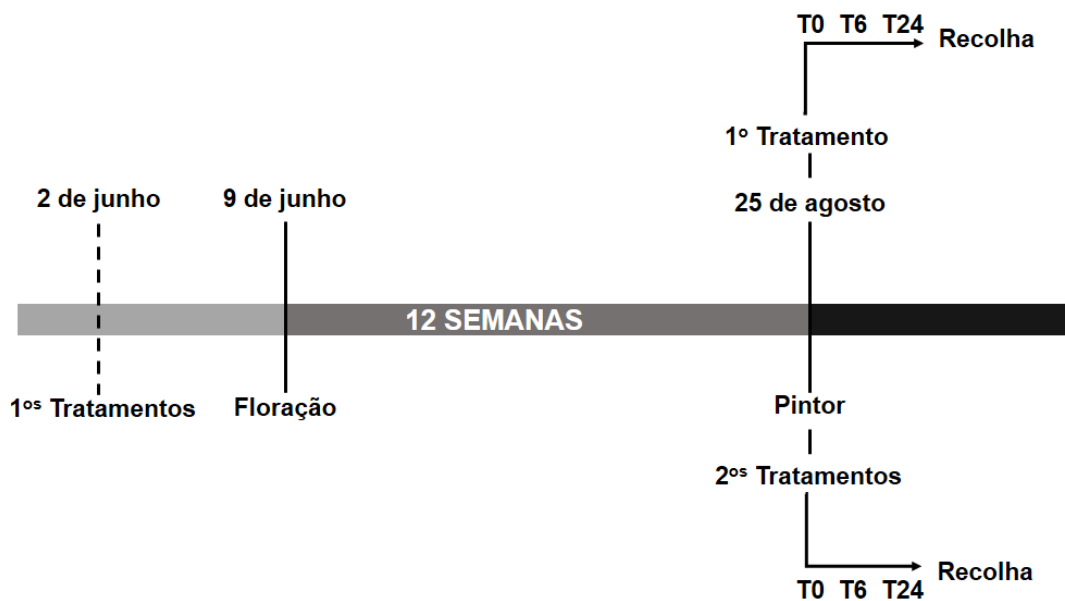 T0 T6 T24
Recolha
1º Tratamento
2 de junho
9 de junho
25 de agosto
12 SEMANAS
1ºs Tratamentos
Floração
Pintor
2ºs Tratamentos
Recolha
T0 T6 T24